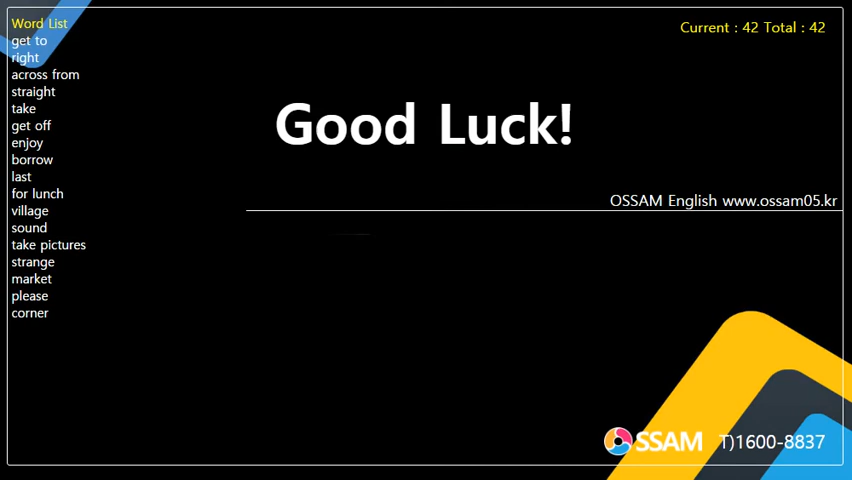 Word List
get to
right
across from
straight
take
get off
enjoy
borrow
last
for lunch
village
sound
take pictures
strange
market
please
corner
Current : 42 Total : 42
Good Luck!
OSSAM English www.ossam05.kr
OSSAM T)1600-8837